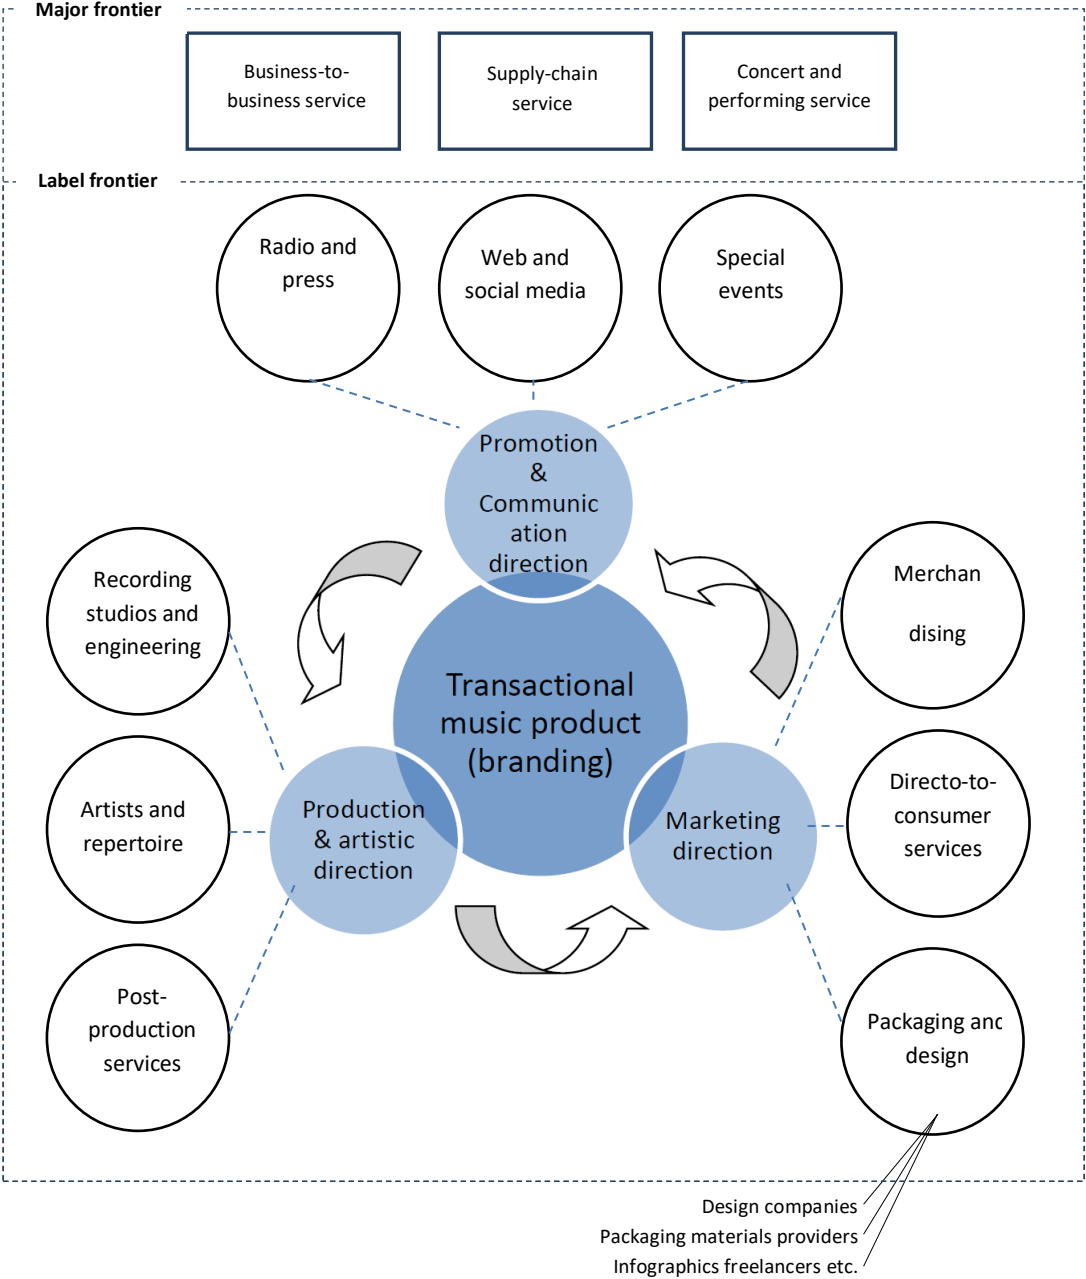 Major frontier
Business-to-
business service
Supply-chain
service
Concert and
performing service
Label frontier
Radio and
press
Web and
social media
Special
events
Promotion
&
Communic
ation
direction
Recording
studios and
engineering
Merchan
dising
Transactional
music product
(branding)
Artists and
repertoire
Production
& artistic
direction
Marketing
direction
Directo-to-
consumer
services
Post-
production
services
Packaging and
design
Design companies
Packaging materials providers
Infographics freelancers etc.